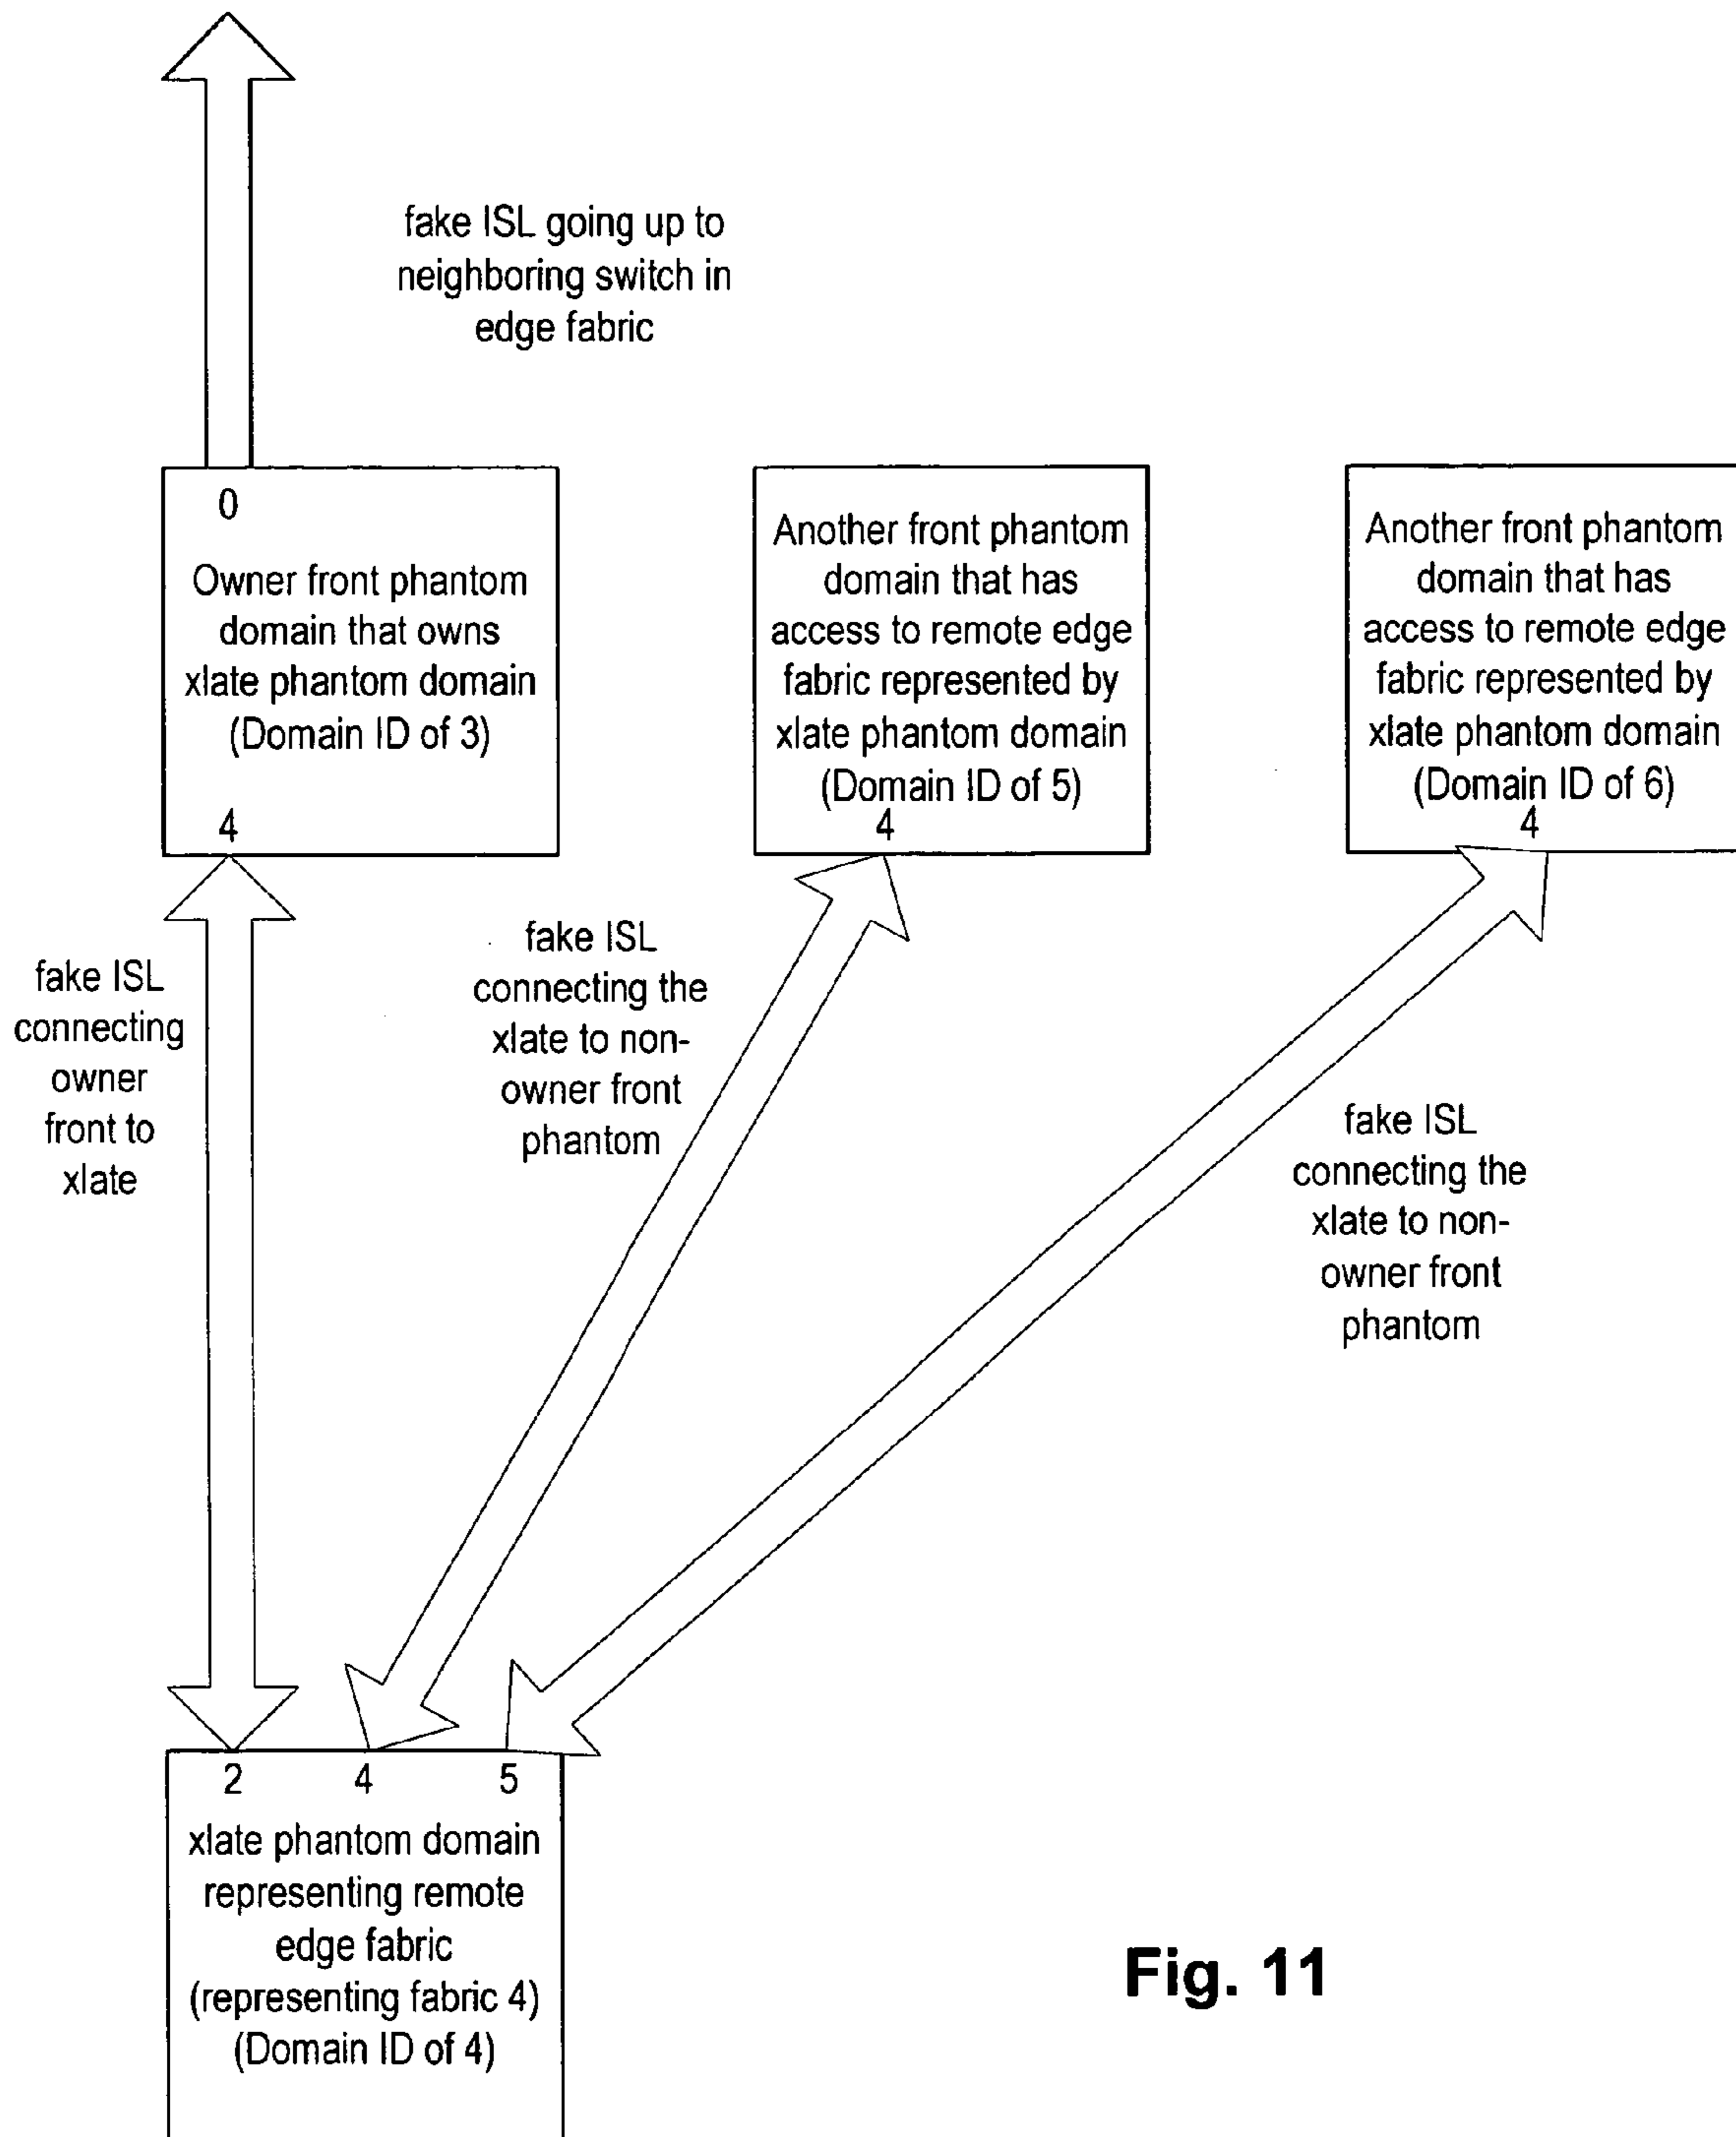 fake ISL going up to
neighboring switch in
edge fabric
0
Owner front phantom
domain that owns
xlate phantom domain
(Domain ID of 3)
4
Another front phantom
domain that has
access to remote edge
fabric represented by
xlate phantom domain
(Domain ID of 5)
4
Another front phantom
domain that has
access to remote edge
fabric represented by
xlate phantom domain
(Domain ID of 6)
4
fake ISL
connecting
owner
front to
xlate
fake ISL
connecting the
xlate to non-
owner front
phantom
fake ISL
connecting the
xlate to non-
owner front
phantom
2 4 5
xlate phantom domain
representing remote
edge fabric
(representing fabric 4)
(Domain ID of 4)
Fig. 11